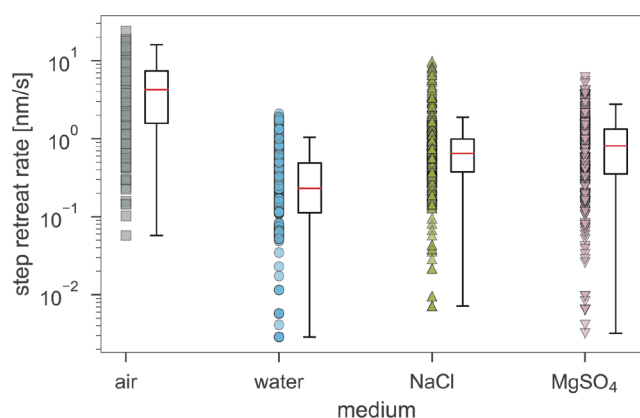 step retreat rate [nm/s]
10¹
10⁰
10⁻¹
10⁻²
air water NaCl MgSO₄
medium